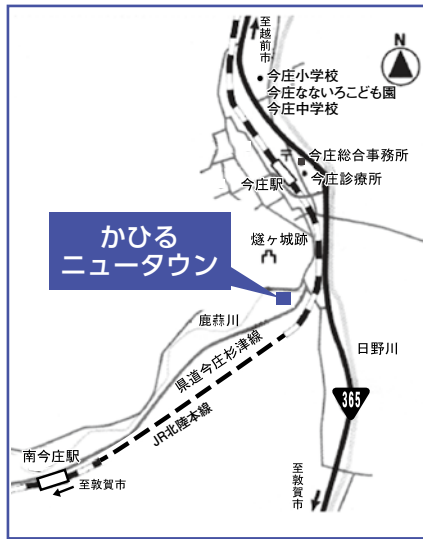 至越前市
N
今庄小学校
今庄なないろこども園
今庄中学校
〒
今庄総合事務所
今庄駅
今庄診療所
かひる
ニュータウン
燧ヶ城跡
鹿蒜川
日野川
県道今庄杉津線
365
JR北陸本線
南今庄駅
至敦賀市
至敦賀市